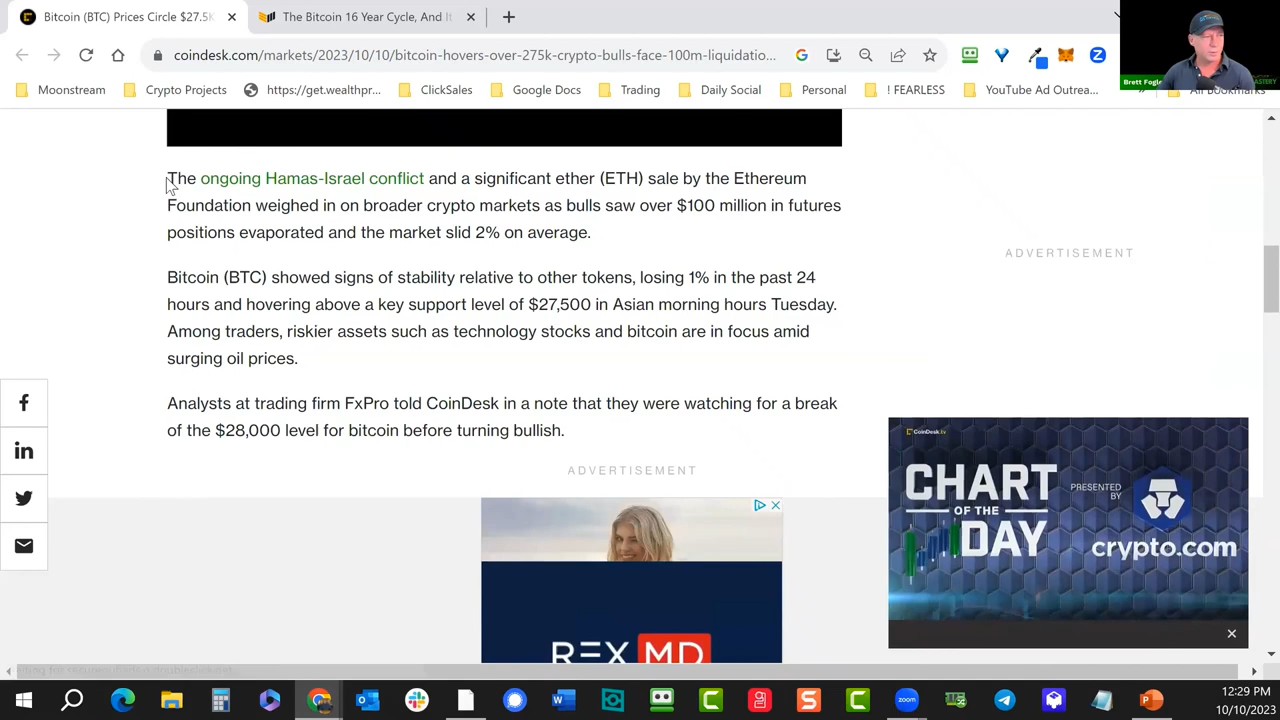 Bitcoin (BTC) Prices Circle $27.5K
The Bitcoin 16 Year Cycle, And It
coindesk.com/markets/2023/10/10/bitcoin-hovers-over-275k-crypto-bulls-face-100m-liquidatio...
Moonstream
Crypto Projects
https://get.wealthpr...
GCycles
Google Docs
Trading
Daily Social
Personal
! FEARLESS
YouTube Ad Outrea...
All Bookmarks
Brett Fogle
The ongoing Hamas-Israel conflict and a significant ether (ETH) sale by the Ethereum
Foundation weighed in on broader crypto markets as bulls saw over $100 million in futures
positions evaporated and the market slid 2% on average.
ADVERTISEMENT
Bitcoin (BTC) showed signs of stability relative to other tokens, losing 1% in the past 24
hours and hovering above a key support level of $27,500 in Asian morning hours Tuesday.
Among traders, riskier assets such as technology stocks and bitcoin are in focus amid
surging oil prices.
Analysts at trading firm FxPro told CoinDesk in a note that they were watching for a break
of the $28,000 level for bitcoin before turning bullish.
ADVERTISEMENT
REX MD
CoinDesk.tv
CHART
OF THE
DAY
PRESENTED
BY
crypto.com
12:29 PM
10/10/2023